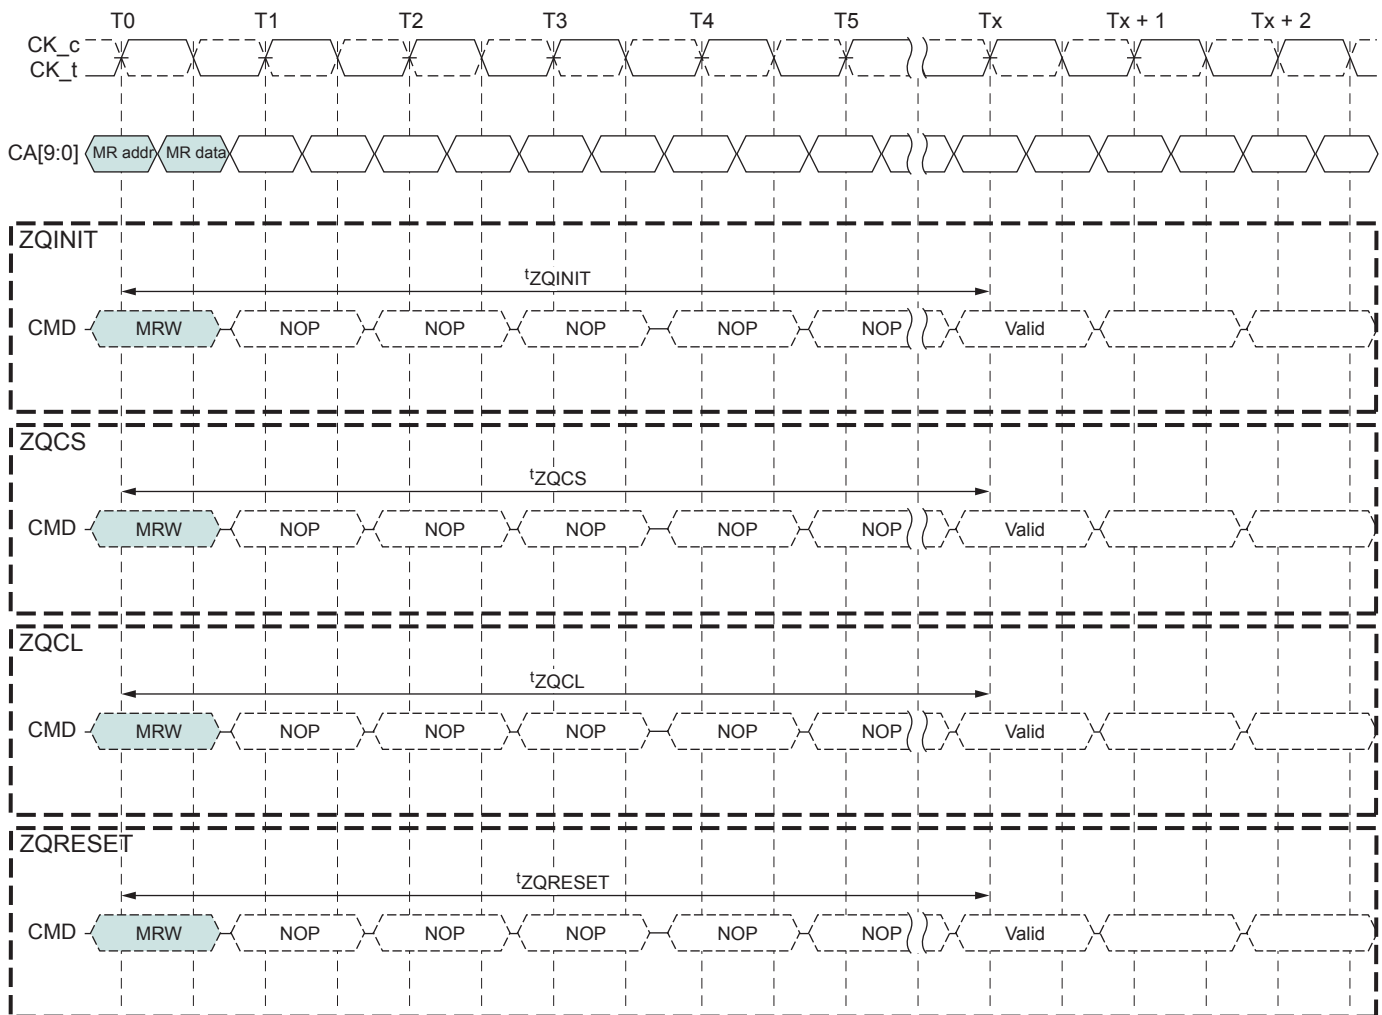 T0 T1 T2 T3 T4 T5 Tx Tx + 1 Tx + 2
CK_c
CK_t
CA[9:0] MR addr MR data
ZQINIT
tZQINIT
CMD MRW NOP NOP NOP NOP NOP Valid
ZQCS
tZQCS
CMD MRW NOP NOP NOP NOP NOP Valid
ZQCL
tZQCL
CMD MRW NOP NOP NOP NOP NOP Valid
ZQRESET
tZQRESET
CMD MRW NOP NOP NOP NOP NOP Valid